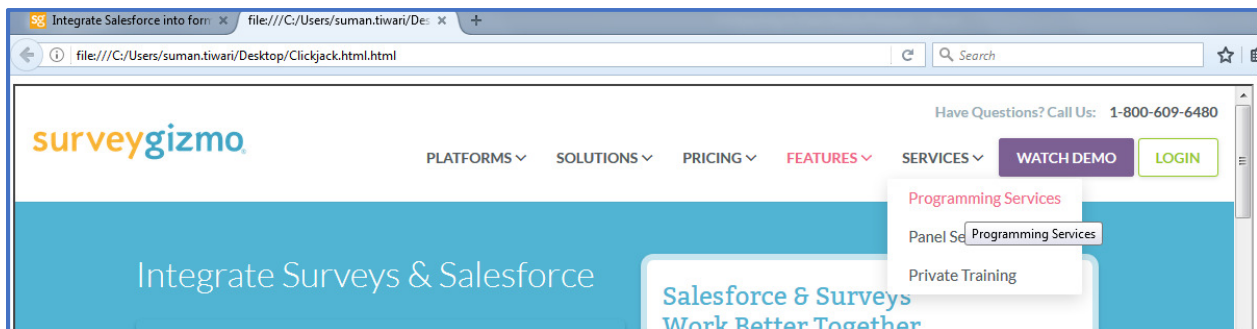 sg Integrate Salesforce into form × file:///C:/Users/suman.tiwari/Des × +
file:///C:/Users/suman.tiwari/Desktop/Clickjack.html.html Search
Have Questions? Call Us: 1-800-609-6480
surveygizmo
PLATFORMS SOLUTIONS PRICING FEATURES SERVICES WATCH DEMO LOGIN
Programming Services
Programming Services
Private Training
Integrate Surveys & Salesforce
Salesforce & Surveys
Work Better Together